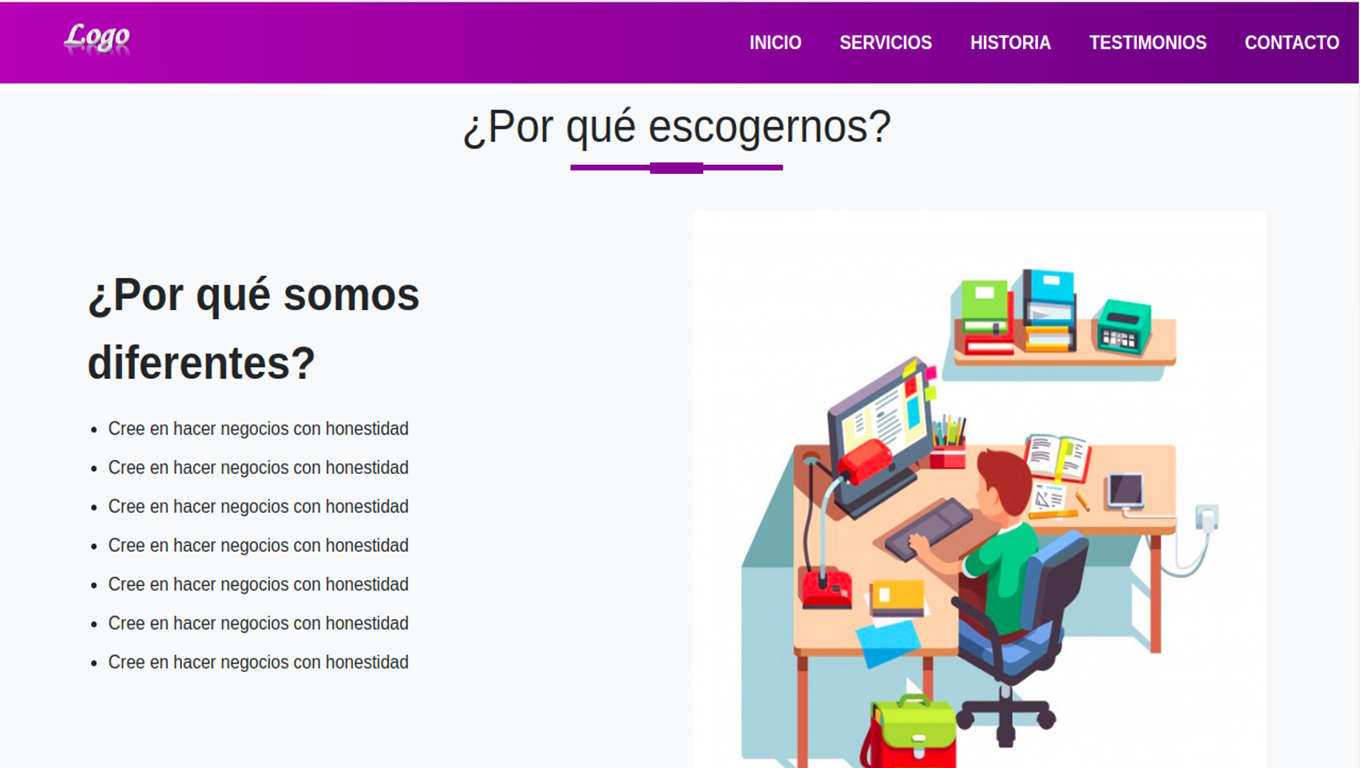 Logo
INICIO SERVICIOS HISTORIA TESTIMONIOS CONTACTO
¿Por qué escogernos?
¿Por qué somos
diferentes?
• Cree en hacer negocios con honestidad
• Cree en hacer negocios con honestidad
• Cree en hacer negocios con honestidad
• Cree en hacer negocios con honestidad
• Cree en hacer negocios con honestidad
• Cree en hacer negocios con honestidad
• Cree en hacer negocios con honestidad